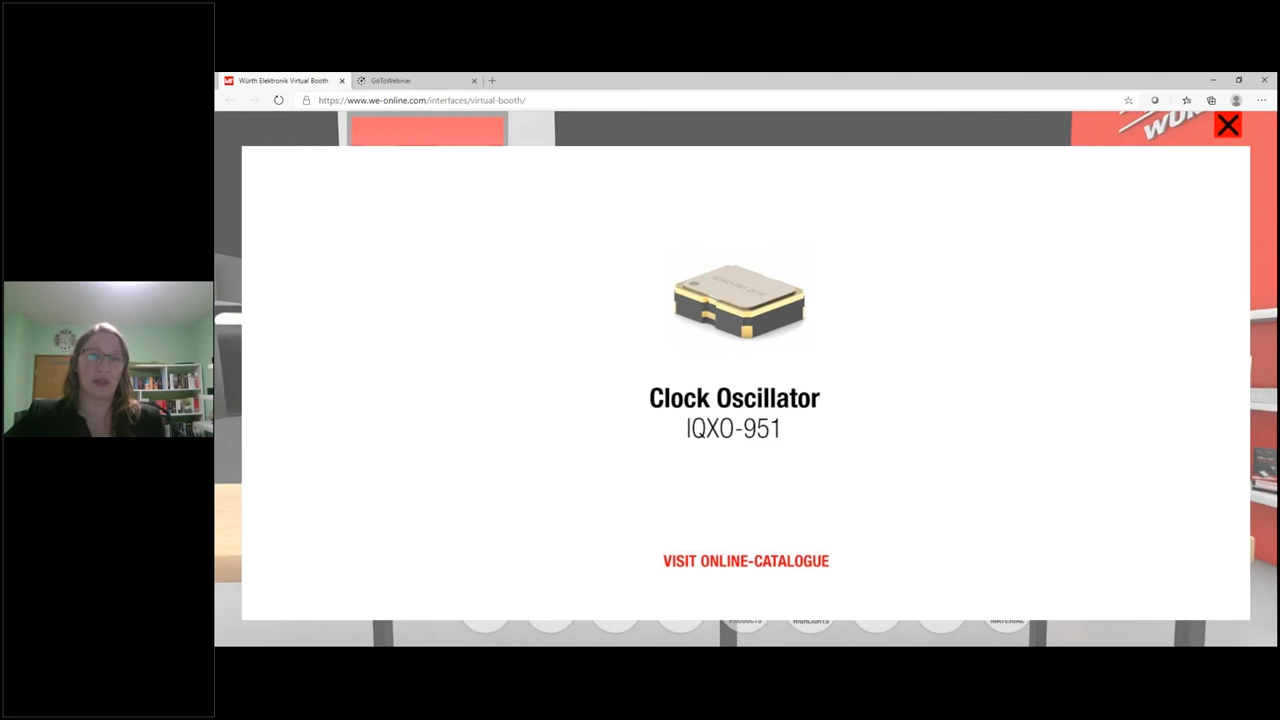 Würth Elektronik Virtual Booth
GoToWebinar
https://www.we-online.com/interfaces/virtual-booth/
Clock Oscillator
IQXO-951
VISIT ONLINE-CATALOGUE
PRODUCTS
HIGHLIGHTS
MATERIAL